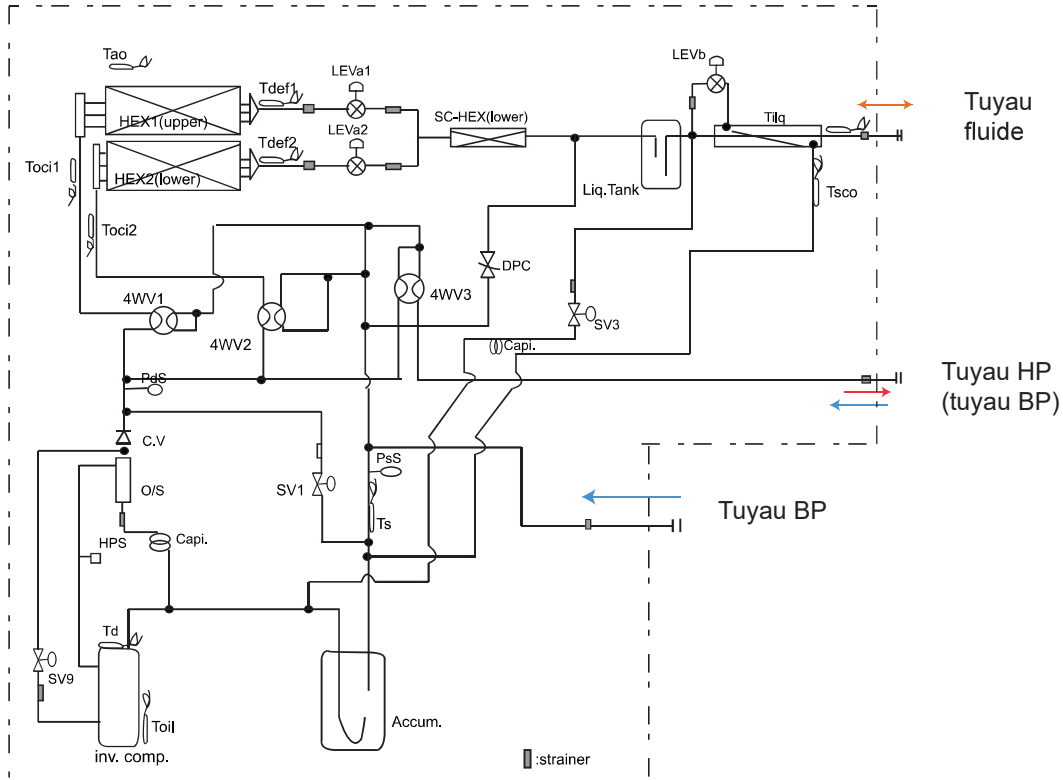 Tao
LEVa1
LEVb
Tdef1
HEX1(upper)
SC-HEX(lower)
Tilq
Tuyau
fluide
LEVa2
Tdef2
HEX2(lower)
Toci1
Liq.Tank
Tsco
Toci2
DPC
4WV1
4WV3
4WV2
SV3
Capi.
PdS
Tuyau HP
(tuyau BP)
C.V
PsS
SV1
O/S
Ts
Tuyau BP
HPS
Capi.
Td
SV9
Toil
Accum.
inv. comp.
:strainer